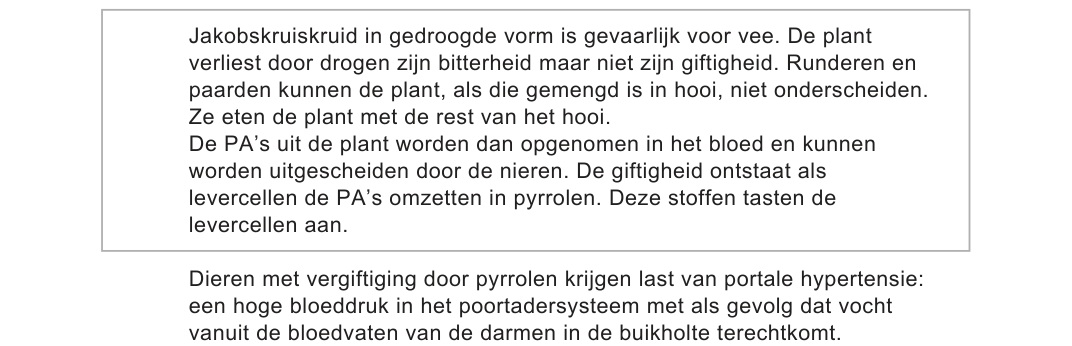 Jakobskruiskruid in gedroogde vorm is gevaarlijk voor vee. De plant
verliest door drogen zijn bitterheid maar niet zijn giftigheid. Runderen en
paarden kunnen de plant, als die gemengd is in hooi, niet onderscheiden.
Ze eten de plant met de rest van het hooi.
De PA’s uit de plant worden dan opgenomen in het bloed en kunnen
worden uitgescheiden door de nieren. De giftigheid ontstaat als
levercellen de PA’s omzetten in pyrrolen. Deze stoffen tasten de
levercellen aan.
Dieren met vergiftiging door pyrrolen krijgen last van portale hypertensie:
een hoge bloeddruk in het poortadersysteem met als gevolg dat vocht
vanuit de bloedvaten van de darmen in de buikholte terechtkomt.